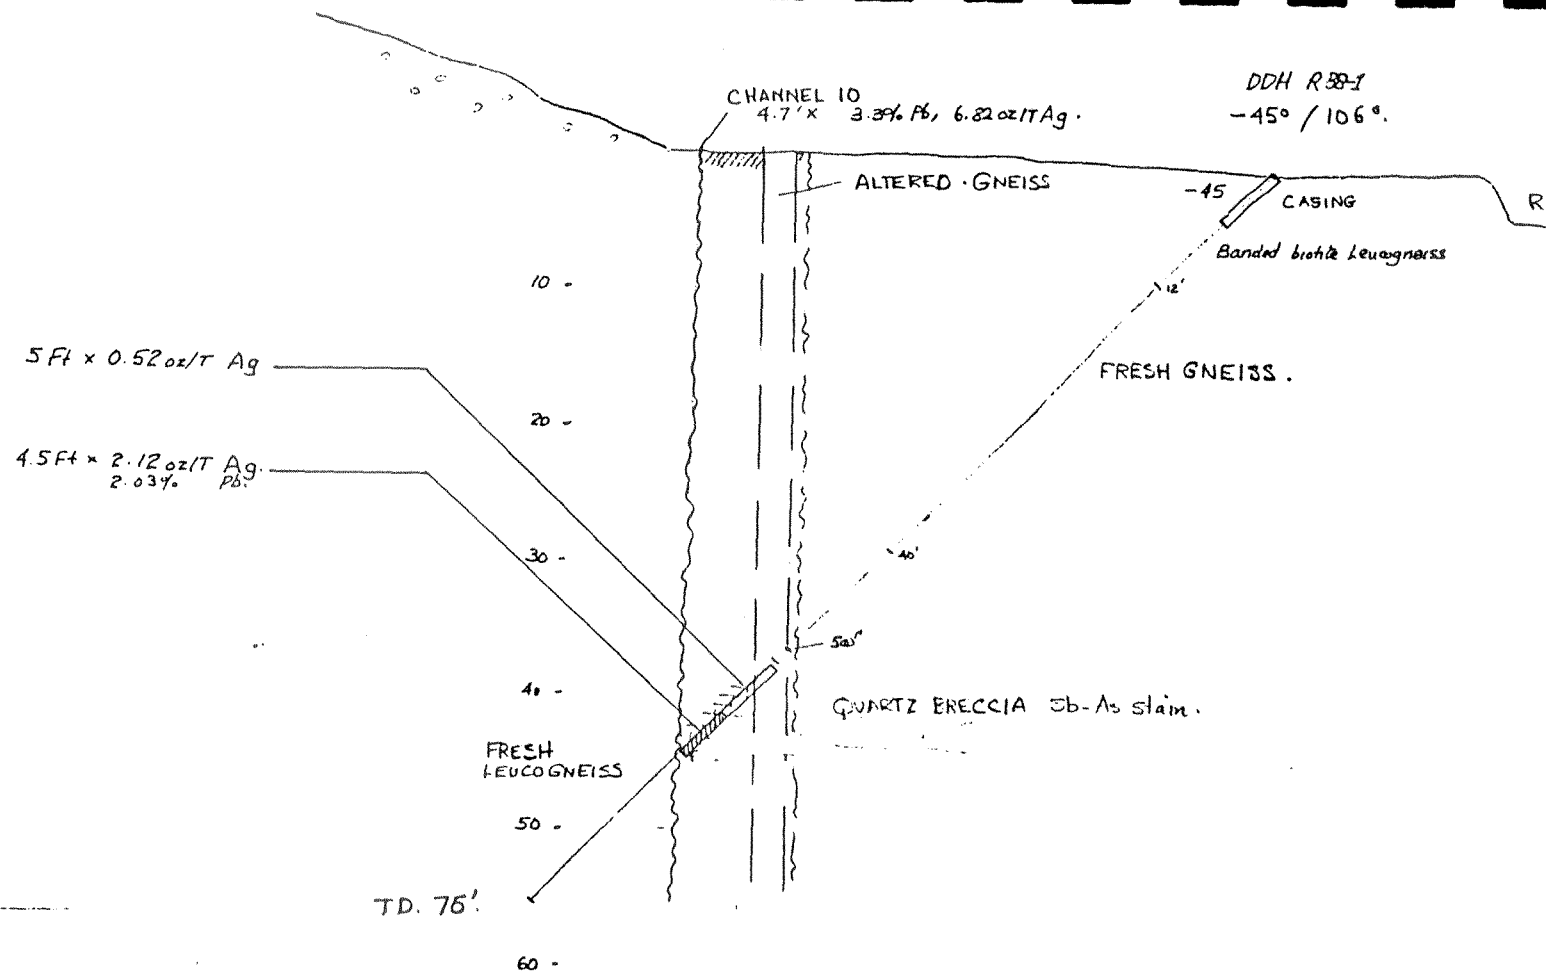 DDH R 38-1
-45° / 106°.
CHANNEL 10
4.7' x 3.3% Pb, 6.82 oz/T Ag.
ALTERED . GNEISS
-45
CASING
R
Banded biotite Leucogneiss
10 -
12'
5 Ft x 0.52 oz/T Ag
FRESH GNEISS.
20 -
4.5 Ft x 2.12 oz/T Ag.
2.03% Pb.
30 -
40'
40 -
QUARTZ BRECCIA Sb-As stain.
FRESH
LEUCOGNEISS
50 -
TD. 76'.
60 -